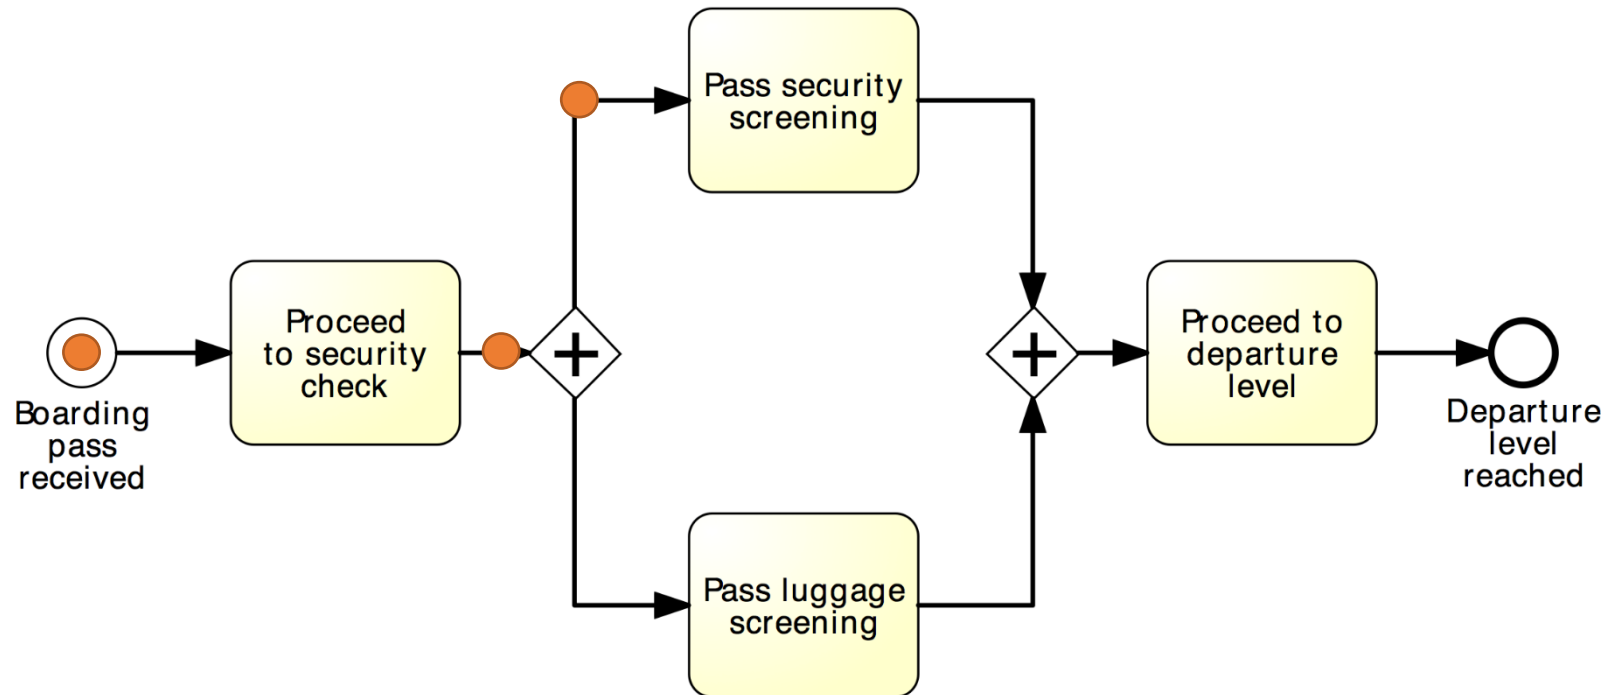 Pass security
screening
Proceed
to security
check
Proceed to
departure
level
Boarding
pass
received
Departure
level
reached
Pass luggage
screening